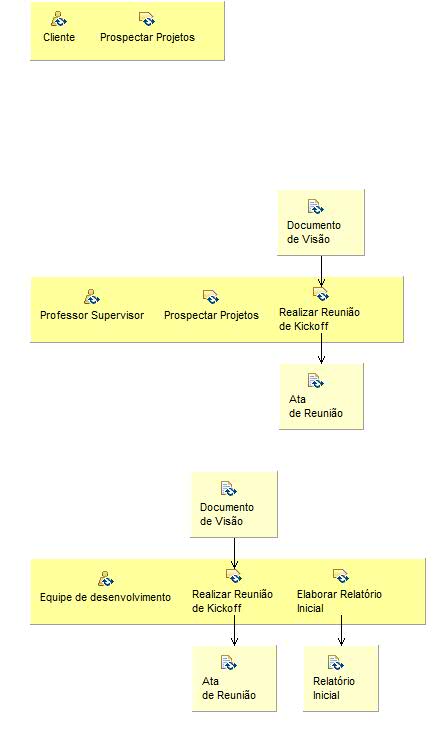 Cliente
Prospectar Projetos
Documento
de Visão
Professor Supervisor
Prospectar Projetos
Realizar Reunião
de Kickoff
Ata
de Reunião
Documento
de Visão
Equipe de desenvolvimento
Realizar Reunião
de Kickoff
Elaborar Relatório
Inicial
Ata
de Reunião
Relatório
Inicial